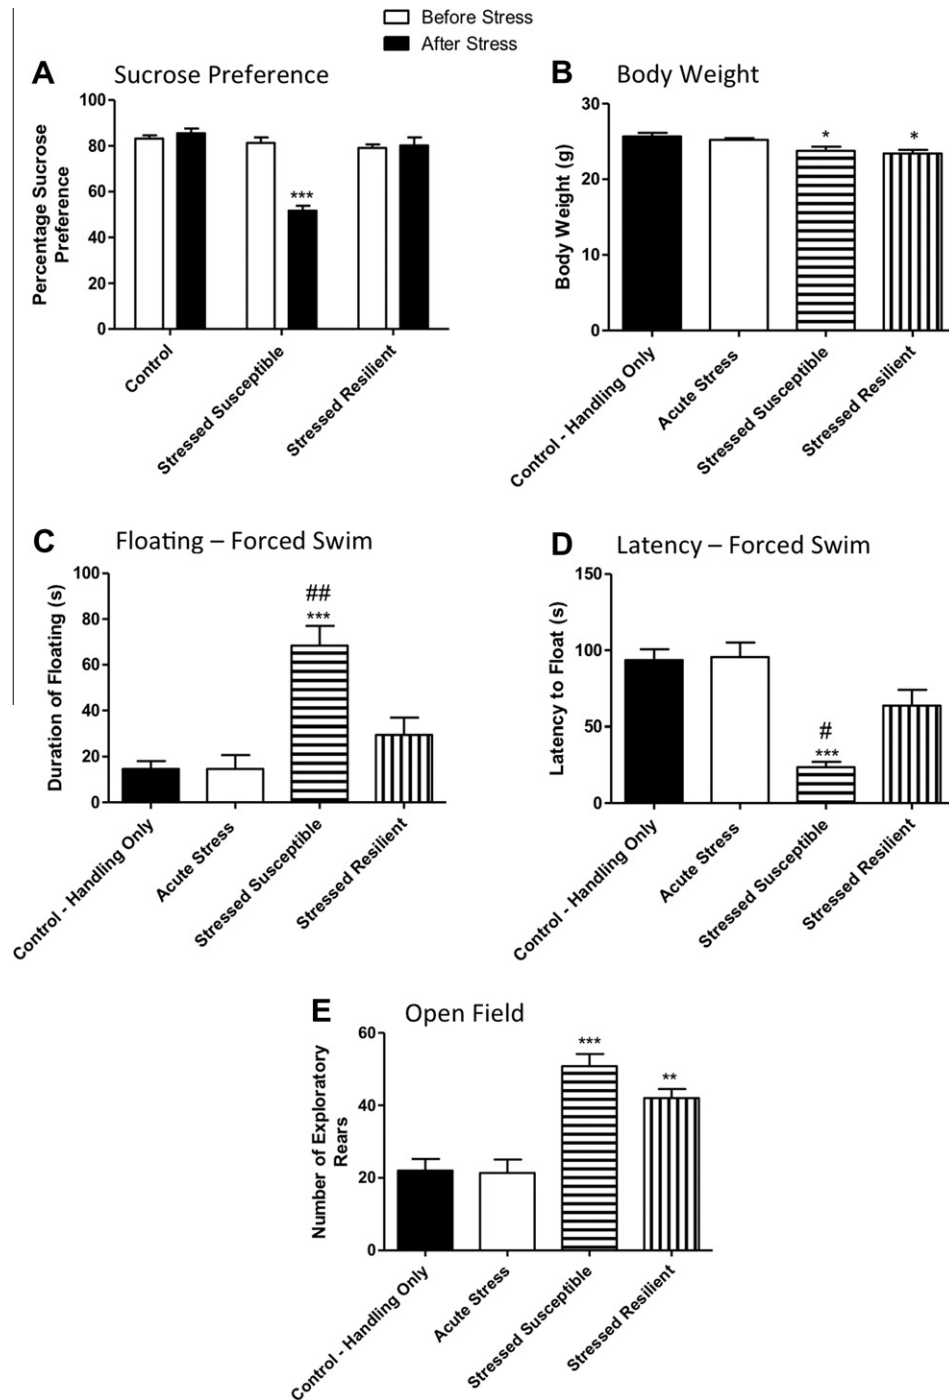 Before Stress
After Stress
A
Sucrose Preference
Percentage Sucrose
Preference
100
80
60
40
20
0
***
Control
Stressed Susceptible
Stressed Resilient
B
Body Weight
Body Weight (g)
30
20
10
0
*
*
Control - Handling Only
Acute Stress
Stressed Susceptible
Stressed Resilient
C
Floating – Forced Swim
Duration of Floating (s)
100
80
60
40
20
0
##
***
Control - Handling Only
Acute Stress
Stressed Susceptible
Stressed Resilient
D
Latency – Forced Swim
Latency to Float (s)
150
100
50
0
#
***
Control - Handling Only
Acute Stress
Stressed Susceptible
Stressed Resilient
E
Open Field
Number of Exploratory
Rears
60
40
20
0
***
**
Control - Handling Only
Acute Stress
Stressed Susceptible
Stressed Resilient